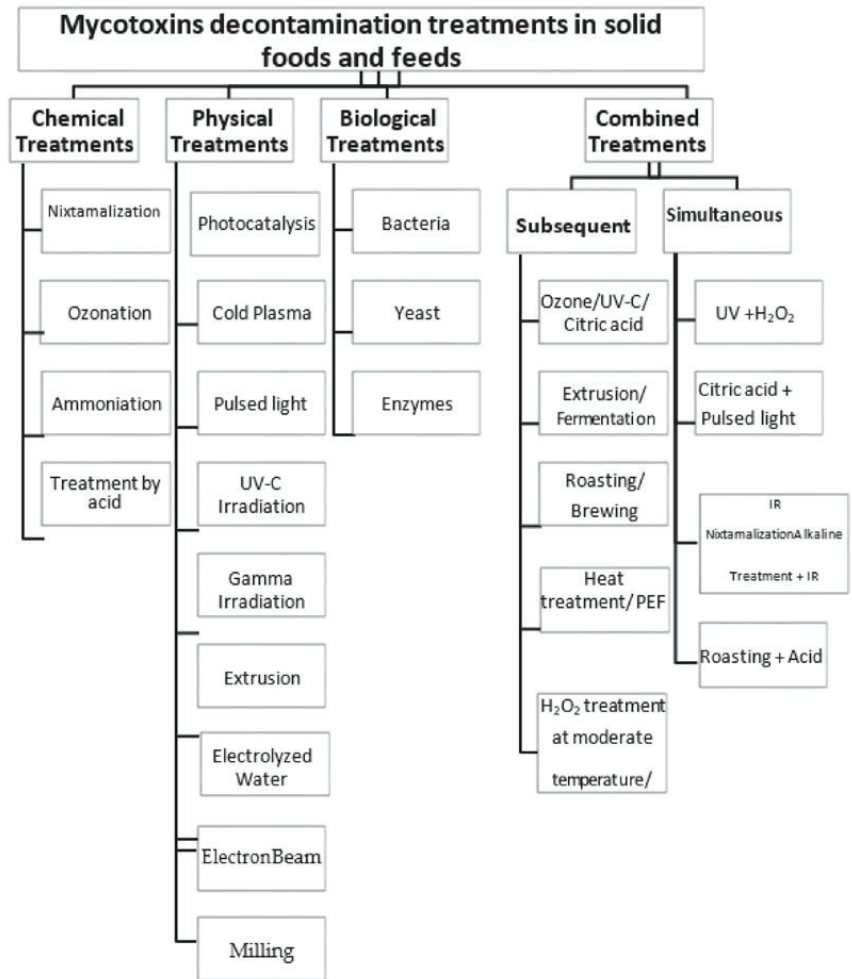 Mycotoxins decontamination treatments in solid
foods and feeds
Chemical
Treatments
Nixtamalization
Ozonation
Ammoniation
Treatment by
acid
Physical
Treatments
Photocatalysis
Cold Plasma
Pulsed light
UV-C
Irradiation
Gamma
Irradiation
Extrusion
Electrolyzed
Water
ElectronBeam
Milling
Biological
Treatments
Bacteria
Yeast
Enzymes
Combined
Treatments
Subsequent
Ozone/UV-C/
Citric acid
Extrusion/
Fermentation
Roasting/
Brewing
Heat
treatment/ PEF
H₂O₂ treatment
at moderate
temperature/
Simultaneous
UV +H₂O₂
Citric acid +
Pulsed light
IR
NixtamalizationAlkaline
Treatment + IR
Roasting + Acid